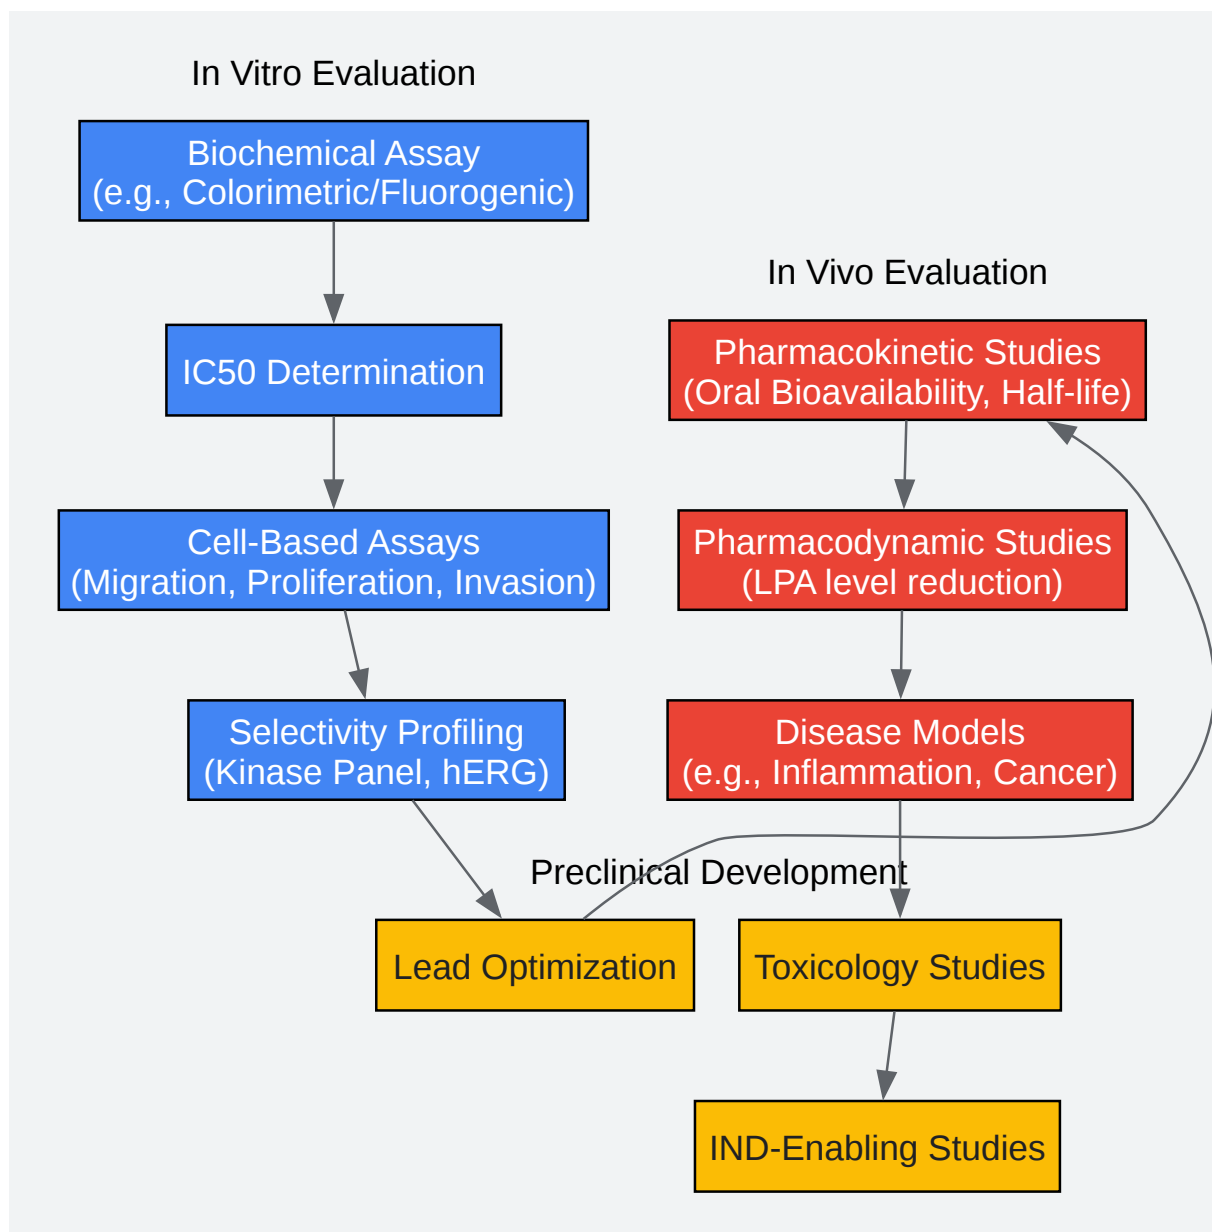 In Vitro Evaluation
Biochemical Assay
(e.g., Colorimetric/Fluorogenic)
IC50 Determination
Cell-Based Assays
(Migration, Proliferation, Invasion)
Selectivity Profiling
(Kinase Panel, hERG)
In Vivo Evaluation
Pharmacokinetic Studies
(Oral Bioavailability, Half-life)
Pharmacodynamic Studies
(LPA level reduction)
Disease Models
(e.g., Inflammation, Cancer)
Preclinical Development
Lead Optimization
Toxicology Studies
IND-Enabling Studies